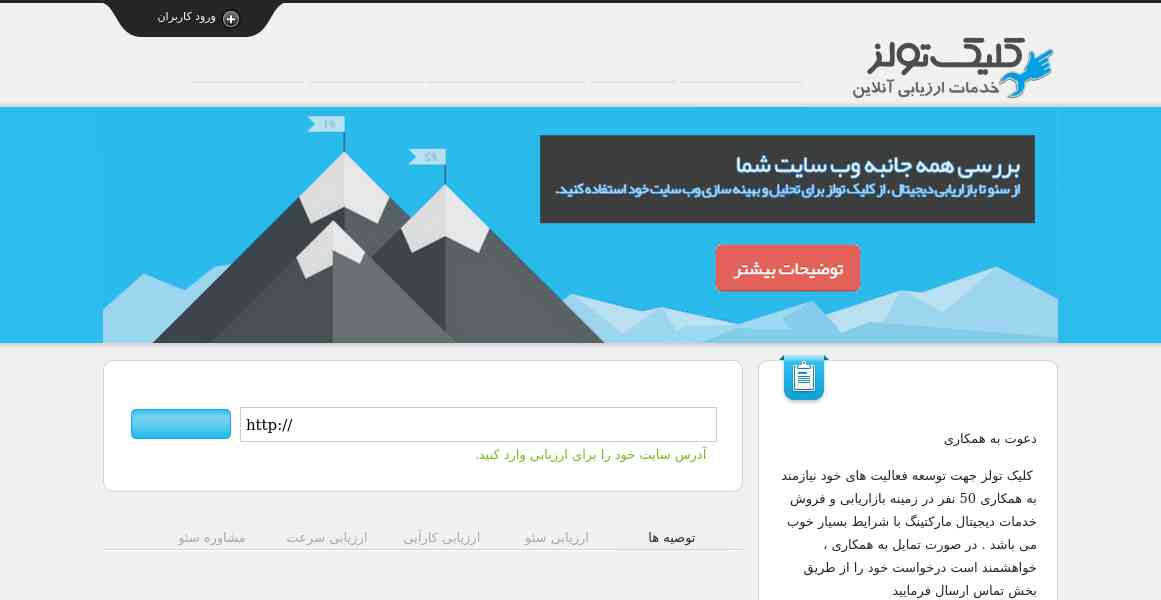 ورود کاربران
کلیک تولز
خدمات ارزیابی آنلاین
#1
#2
بررسی همه جانبه وب سایت شما
از سئو تا بازاریابی دیجیتال ، از کلیک تولز برای تحلیل و بهینه سازی وب سایت خود استفاده کنید.
توضیحات بیشتر
http://
آدرس سایت خود را برای ارزیابی وارد کنید.
توصیه ها
ارزیابی سئو
ارزیابی کارآیی
ارزیابی سرعت
مشاوره سئو
دعوت به همکاری
کلیک تولز جهت توسعه فعالیت های خود نیازمند
به همکاری 50 نفر در زمینه بازاریابی و فروش
خدمات دیجیتال مارکتینگ با شرایط بسیار خوب
می باشد . در صورت تمایل به همکاری ،
خواهشمند است درخواست خود را از طریق
بخش تماس ارسال فرمایید